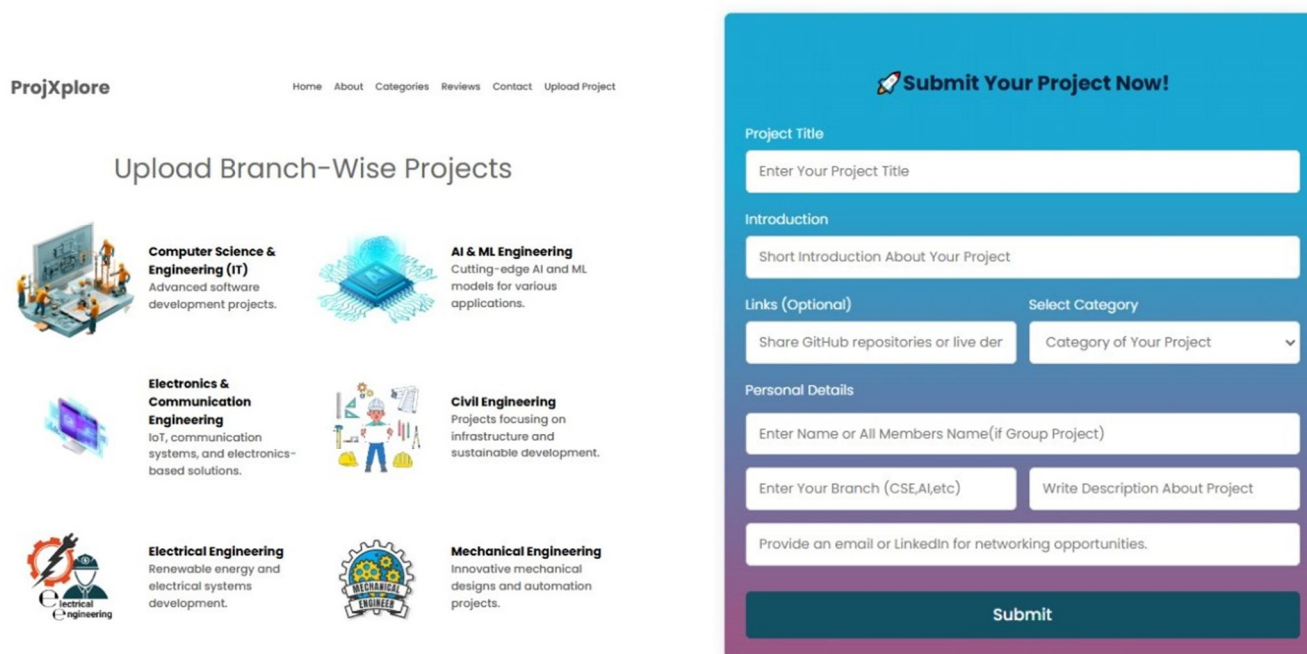 ProjXplore
Home About Categories Reviews Contact Upload Project
Upload Branch-Wise Projects
Computer Science &
Engineering (IT)
Advanced software
development projects.
AI
AI & ML Engineering
Cutting-edge AI and ML
models for various
applications.
Electronics &
Communication
Engineering
IoT, communication
systems, and electronics-
based solutions.
Civil Engineering
Projects focusing on
infrastructure and
sustainable development.
electrical
engineering
Electrical Engineering
Renewable energy and
electrical systems
development.
MECHANICAL
ENGINEER
Mechanical Engineering
Innovative mechanical
designs and automation
projects.
🚀Submit Your Project Now!
Project Title
Enter Your Project Title
Introduction
Short Introduction About Your Project
Links (Optional)
Share GitHub repositories or live der
Select Category
Category of Your Project
Personal Details
Enter Name or All Members Name(if Group Project)
Enter Your Branch (CSE,AI,etc)
Write Description About Project
Provide an email or LinkedIn for networking opportunities.
Submit